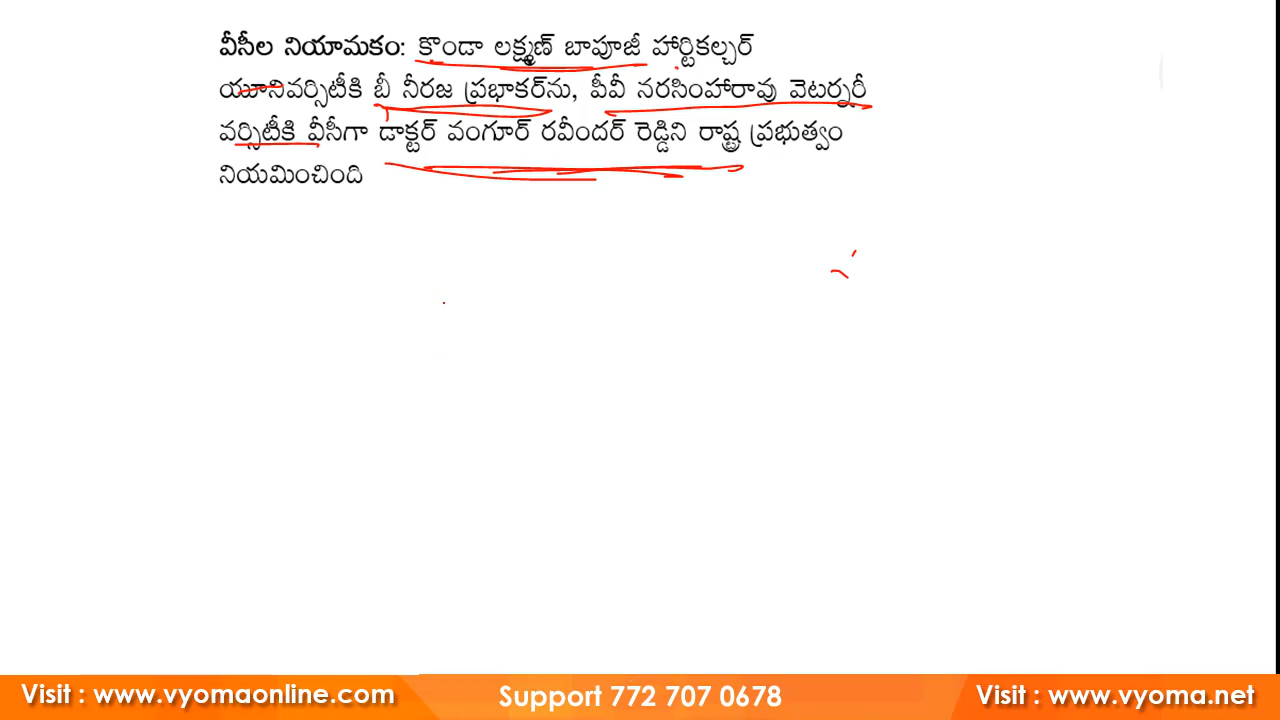 వీసీల నియామకం: కొండా లక్ష్మణ్ బాపూజీ హార్టికల్చర్
యూనివర్సిటీకి బీ నీరజ ప్రభాకర్‌ను, పీవీ నరసింహారావు వెటర్నరీ
వర్సిటీకి వీసీగా డాక్టర్ వంగూర్ రవీందర్ రెడ్డిని రాష్ట్ర ప్రభుత్వం
నియమించింది
Visit : www.vyomaonline.com Support 772 707 0678 Visit : www.vyoma.net